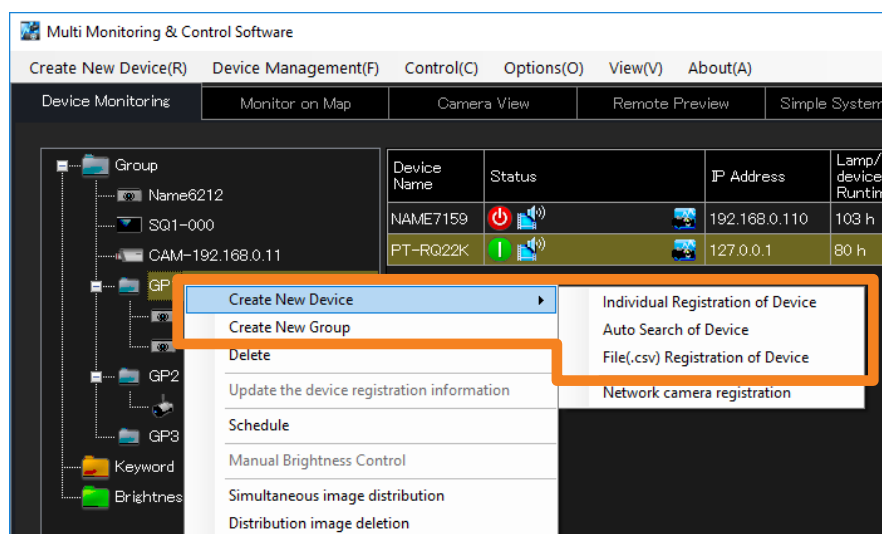 Multi Monitoring & Control Software
Create New Device(R) Device Management(F) Control(C) Options(O) View(V) About(A)
Device Monitoring Monitor on Map Camera View Remote Preview Simple System
Group
Name6212
SQ1-000
CAM-192.168.0.11
GP
GP2
GP3
Keyword
Brightnes
Device
Name
Status
IP Address
Lamp/
device
Runtin
NAME7159 192.168.0.110 103 h
PT-RQ22K 127.0.0.1 80 h
Create New Device
Create New Group
Delete
Update the device registration information
Schedule
Manual Brightness Control
Simultaneous image distribution
Distribution image deletion
Individual Registration of Device
Auto Search of Device
File(.csv) Registration of Device
Network camera registration